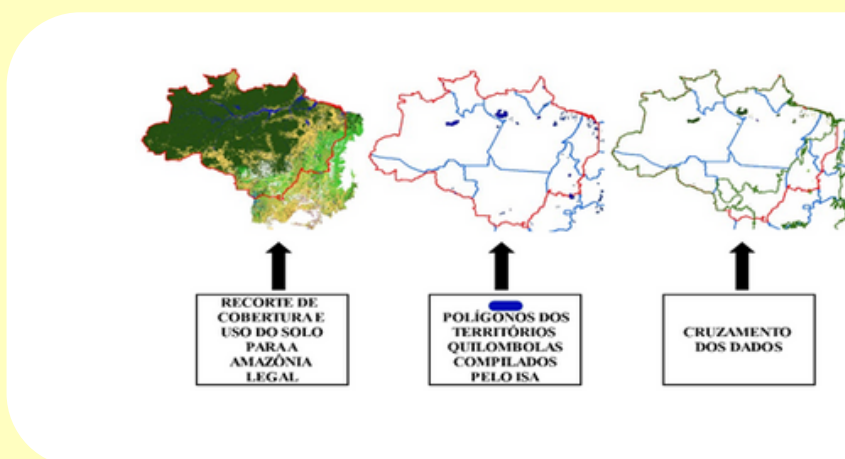 RECORTE DE
COBERTURA E
USO DO SOLO
PARA A
AMAZÔNIA
LEGAL
POLÍGONOS DOS
TERRITÓRIOS
QUILOMBOLAS
COMPILADOS
PELO ISA
CRUZAMENTO
DOS DADOS